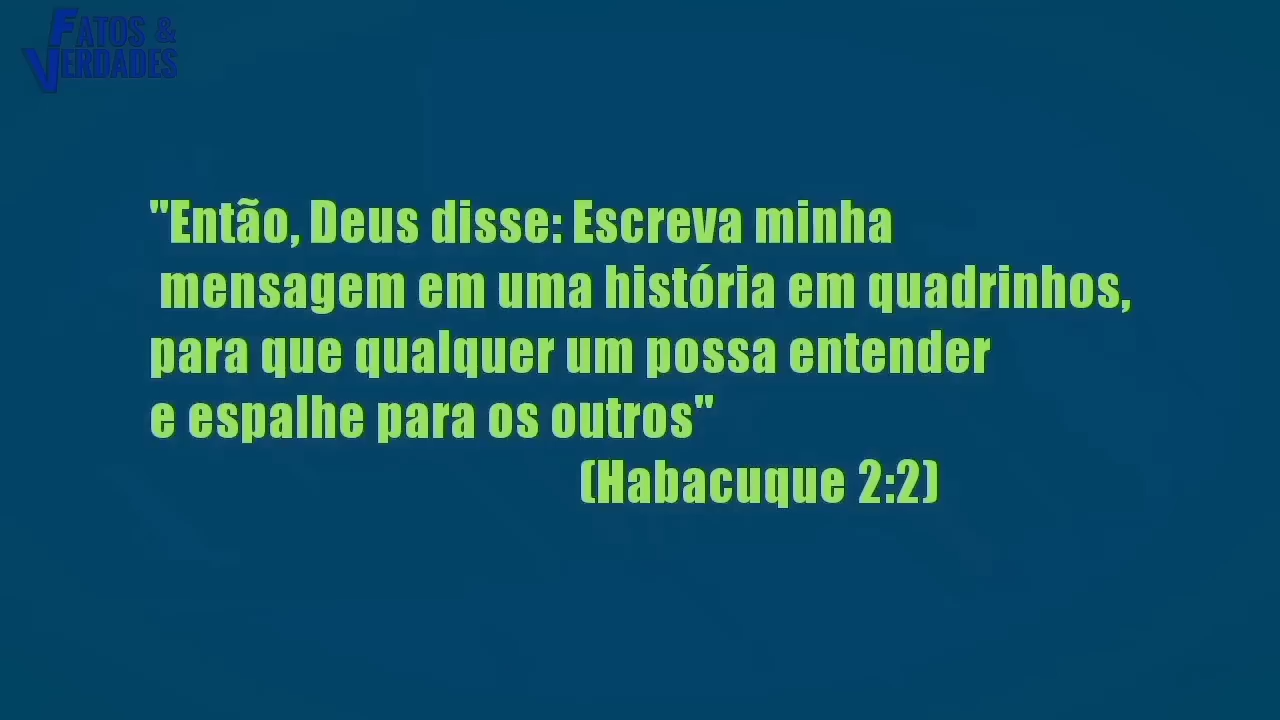 FATOS &
VERDADES
"Então, Deus disse: Escreva minha
mensagem em uma história em quadrinhos,
para que qualquer um possa entender
e espalhe para os outros"
(Habacuque 2:2)